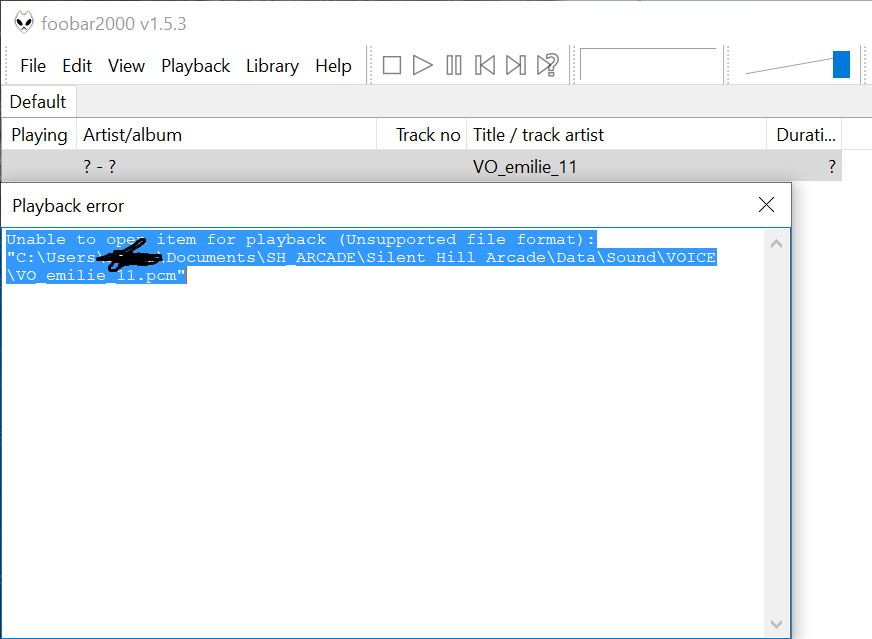 foobar2000 v1.5.3
File Edit View Playback Library Help
Default
Playing Artist/album Track no Title / track artist Durati...
? - ? VO_emilie_11 ?
Playback error
Unable to open item for playback (Unsupported file format):
"C:\Users\ \Documents\SH_ARCADE\Silent Hill Arcade\Data\Sound\VOICE
\VO_emilie_11.pcm"